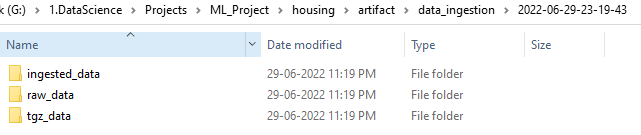 k (G:) > 1.DataScience > Projects > ML_Project > housing > artifact > data_ingestion > 2022-06-29-23-19-43
Name Date modified Type Size
ingested_data 29-06-2022 11:19 PM File folder
raw_data 29-06-2022 11:19 PM File folder
tgz_data 29-06-2022 11:19 PM File folder